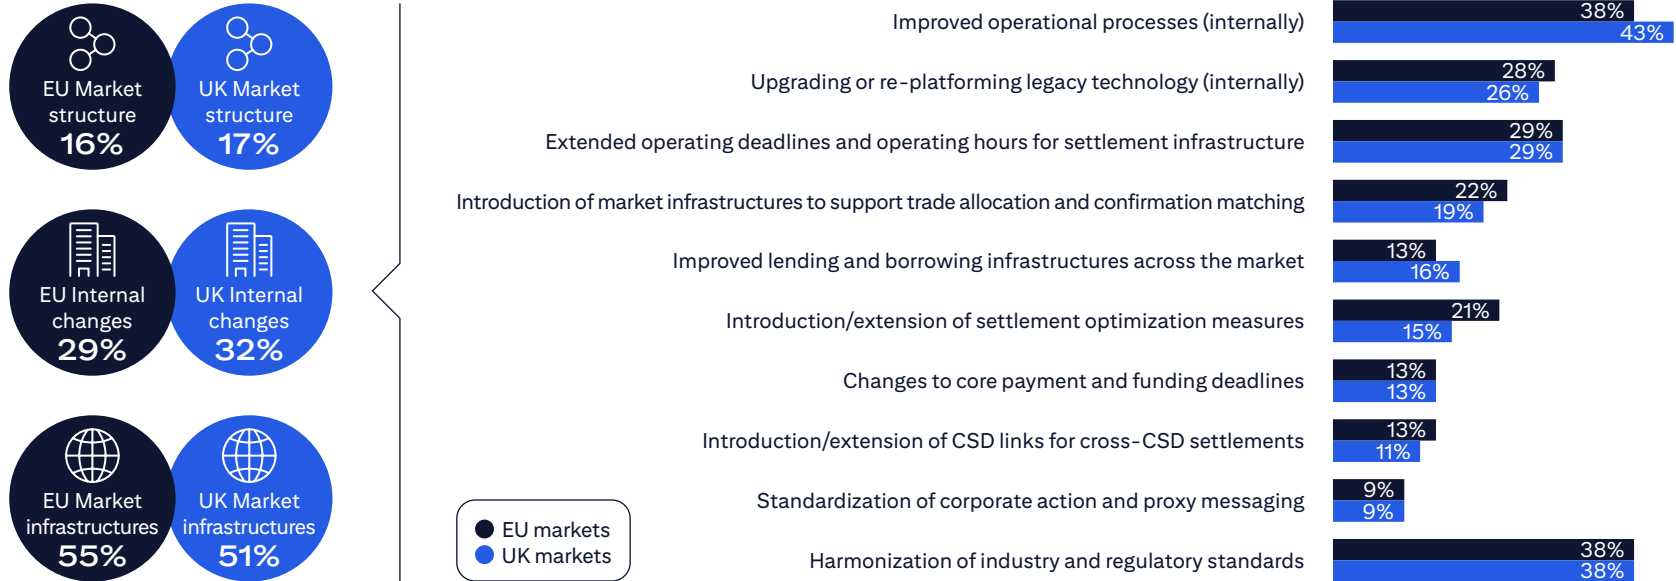 EU Market
structure
16%
UK Market
structure
17%
EU Internal
changes
29%
UK Internal
changes
32%
EU Market
infrastructures
55%
UK Market
infrastructures
51%
Improved operational processes (internally)
38%
43%
Upgrading or re-platforming legacy technology (internally)
28%
26%
Extended operating deadlines and operating hours for settlement infrastructure
29%
29%
Introduction of market infrastructures to support trade allocation and confirmation matching
22%
19%
Improved lending and borrowing infrastructures across the market
13%
16%
Introduction/extension of settlement optimization measures
21%
15%
Changes to core payment and funding deadlines
13%
13%
Introduction/extension of CSD links for cross-CSD settlements
13%
11%
Standardization of corporate action and proxy messaging
9%
9%
Harmonization of industry and regulatory standards
38%
38%
EU markets
UK markets